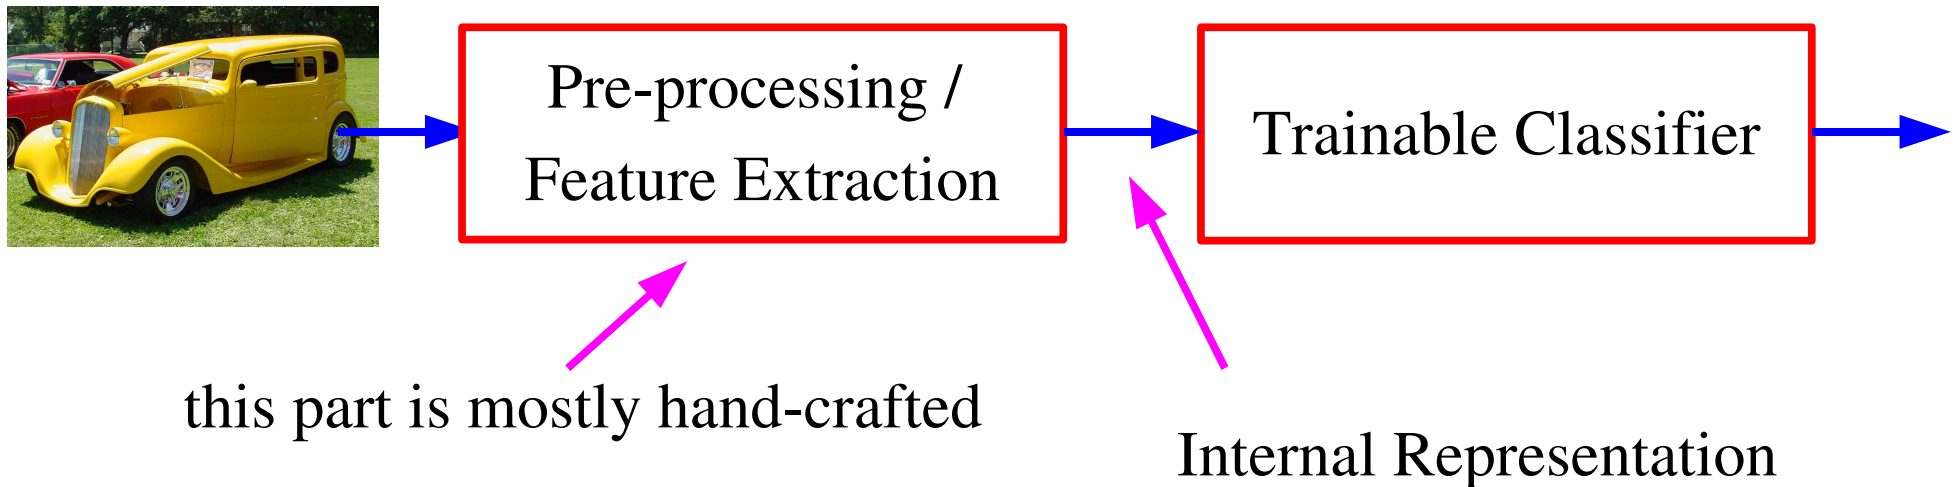 Pre-processing /
Feature Extraction
Trainable Classifier
this part is mostly hand-crafted
Internal Representation